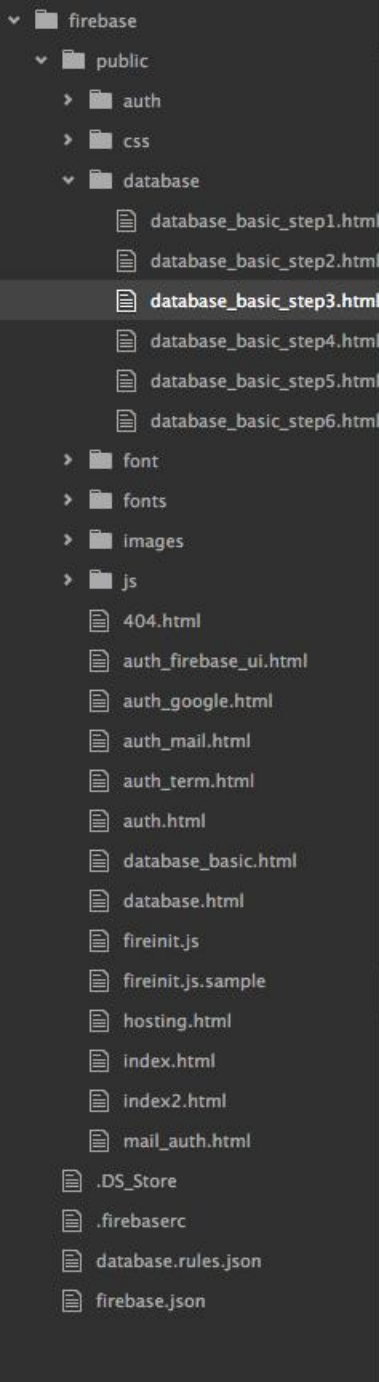 firebase
public
auth
css
database
database_basic_step1.html
database_basic_step2.html
database_basic_step3.html
database_basic_step4.html
database_basic_step5.html
database_basic_step6.html
font
fonts
images
js
404.html
auth_firebase_ui.html
auth_google.html
auth_mail.html
auth_term.html
auth.html
database_basic.html
database.html
fireinit.js
fireinit.js.sample
hosting.html
index.html
index2.html
mail_auth.html
.DS_Store
.firebaserc
database.rules.json
firebase.json